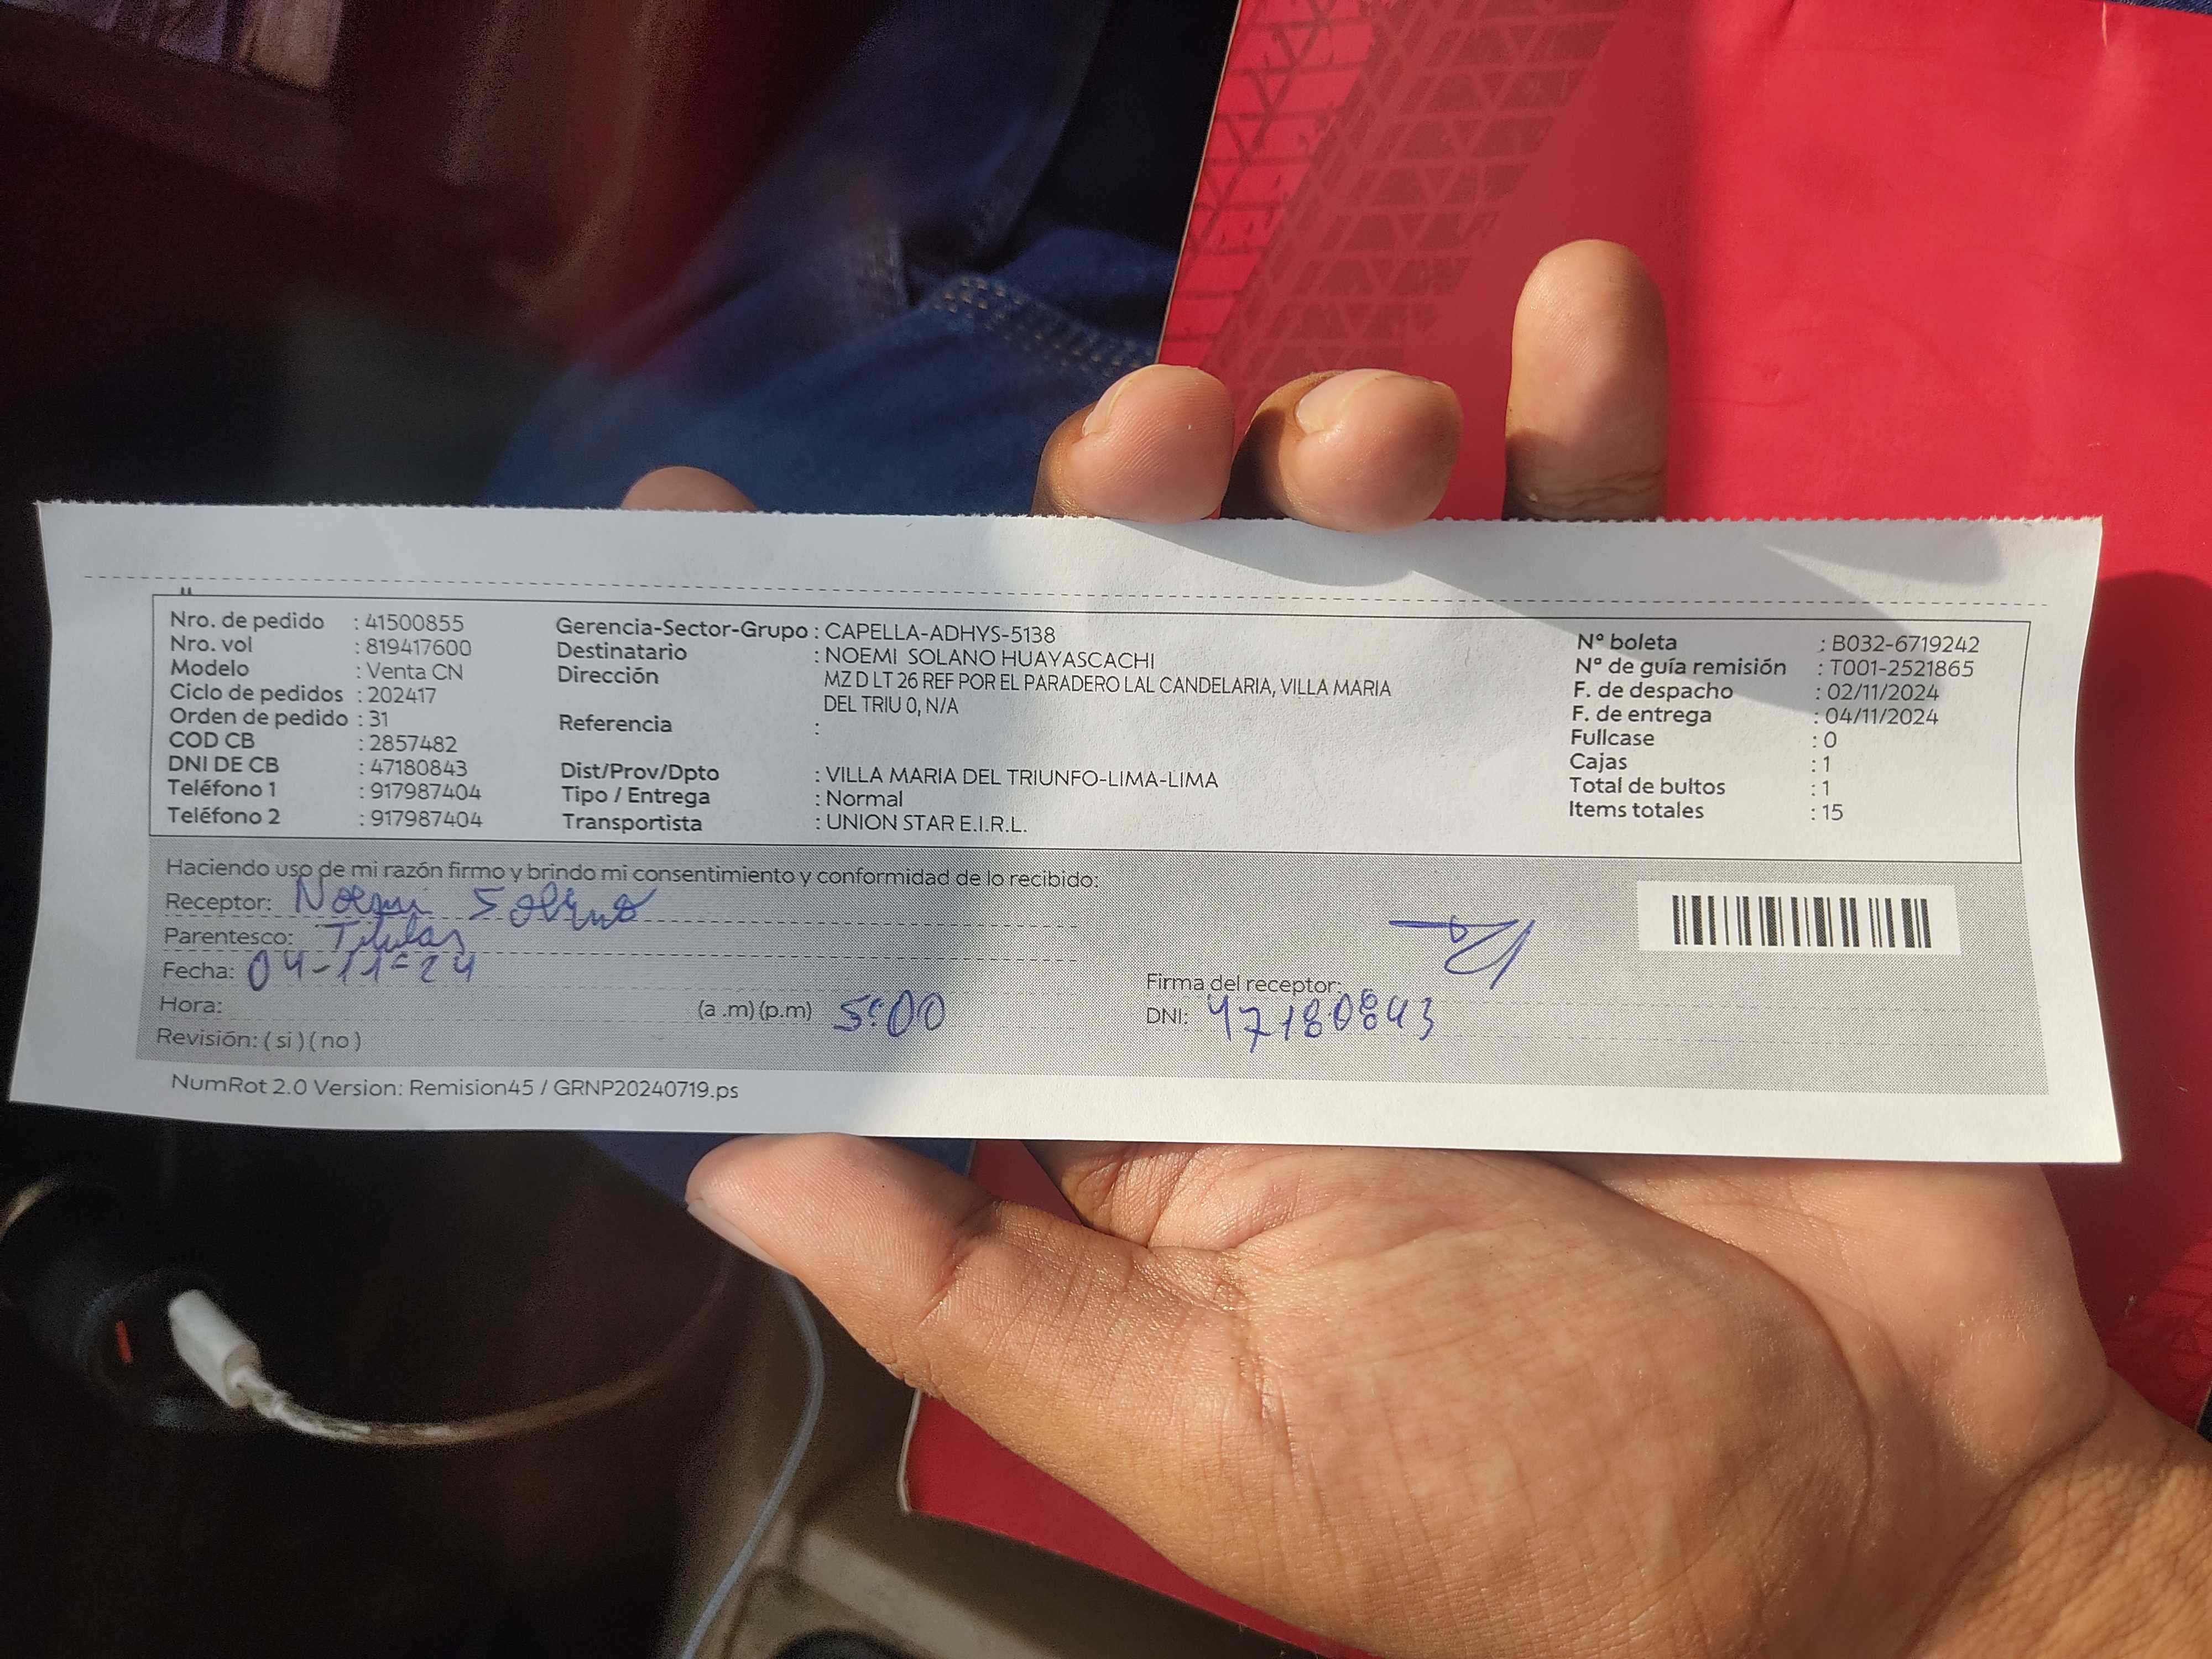 Nro. de pedido : 41500855
Nro. vol : 819417600
Modelo : Venta CN
Ciclo de pedidos : 202417
Orden de pedido : 31
COD CB : 2857482
DNI DE CB : 47180843
Teléfono 1 : 917987404
Teléfono 2 : 917987404
Gerencia-Sector-Grupo : CAPELLA-ADHYS-5138
Destinatario : NOEMI SOLANO HUAYASCACHI
Dirección MZ D LT 26 REF POR EL PARADERO LAL CANDELARIA, VILLA MARIA
DEL TRIU 0, N/A
Referencia :
Dist/Prov/Dpto : VILLA MARIA DEL TRIUNFO-LIMA-LIMA
Tipo / Entrega : Normal
Transportista : UNION STAR E.I.R.L.
N° boleta : B032-6719242
N° de guía remisión : T001-2521865
F. de despacho : 02/11/2024
F. de entrega : 04/11/2024
Fullcase : 0
Cajas : 1
Total de bultos : 1
Items totales : 15
Haciendo uso de mi razón firmo y brindo mi consentimiento y conformidad de lo recibido:
Receptor: Noemi Solano
Parentesco: Titular
Fecha: 04-11-24
Hora: (a .m) (p.m) 5:00
Revisión: ( si ) ( no )
Firma del receptor:
DNI: 47180843
NumRot 2.0 Version: Remision45 / GRNP20240719.ps